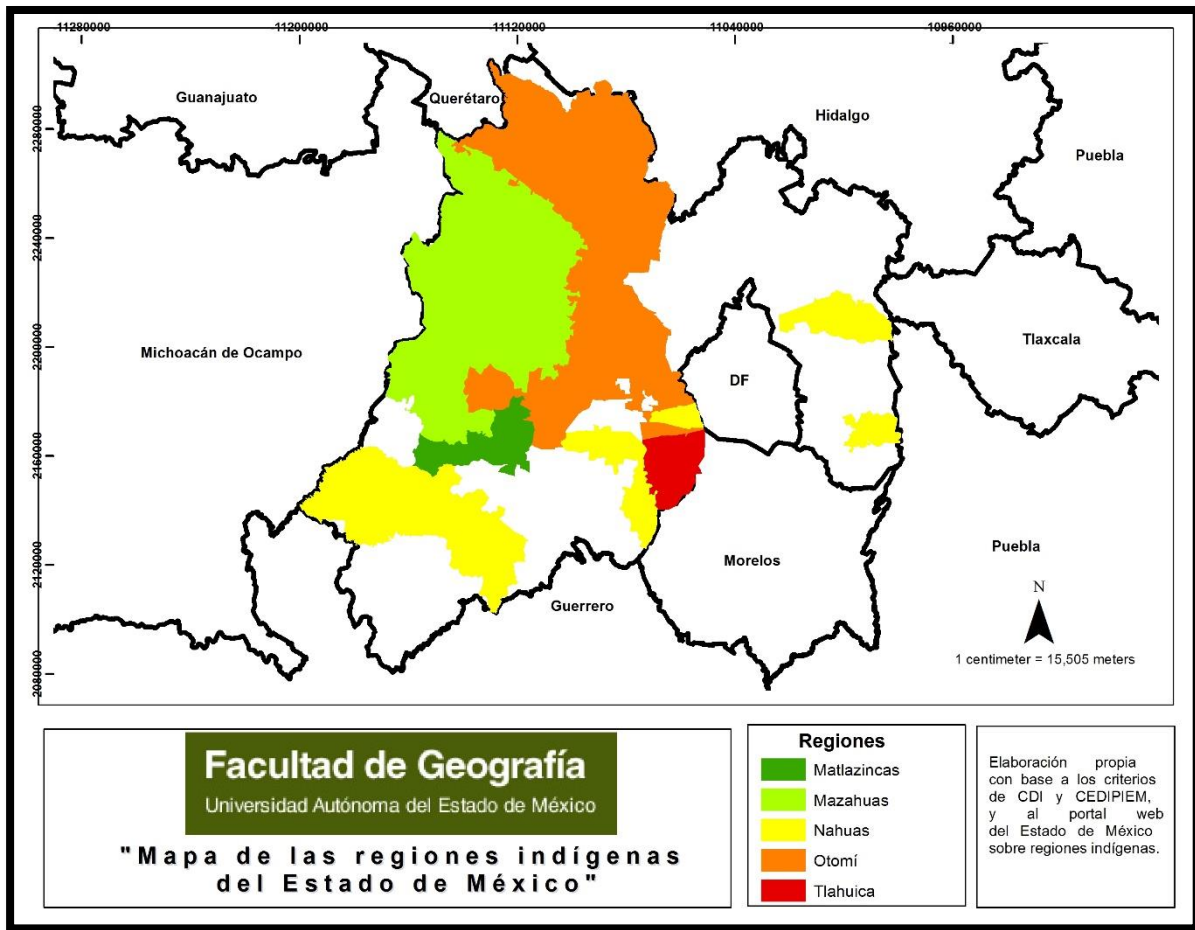 -11280000 -11200000 -11120000 -11040000 -10960000
Guanajuato
Querétaro
Hidalgo
Puebla
2280000
2240000
2200000
2160000
2120000
2080000
Michoacán de Ocampo
Tlaxcala
DF
Morelos
Puebla
Guerrero
N
1 centimeter = 15,505 meters
Facultad de Geografía
Universidad Autónoma del Estado de México
"Mapa de las regiones indígenas
del Estado de México"
Regiones
Matlazincas
Mazahuas
Nahuas
Otomí
Tlahuica
Elaboración propia
con base a los criterios
de CDI y CEDIPIEM,
y al portal web
del Estado de México
sobre regiones indígenas.